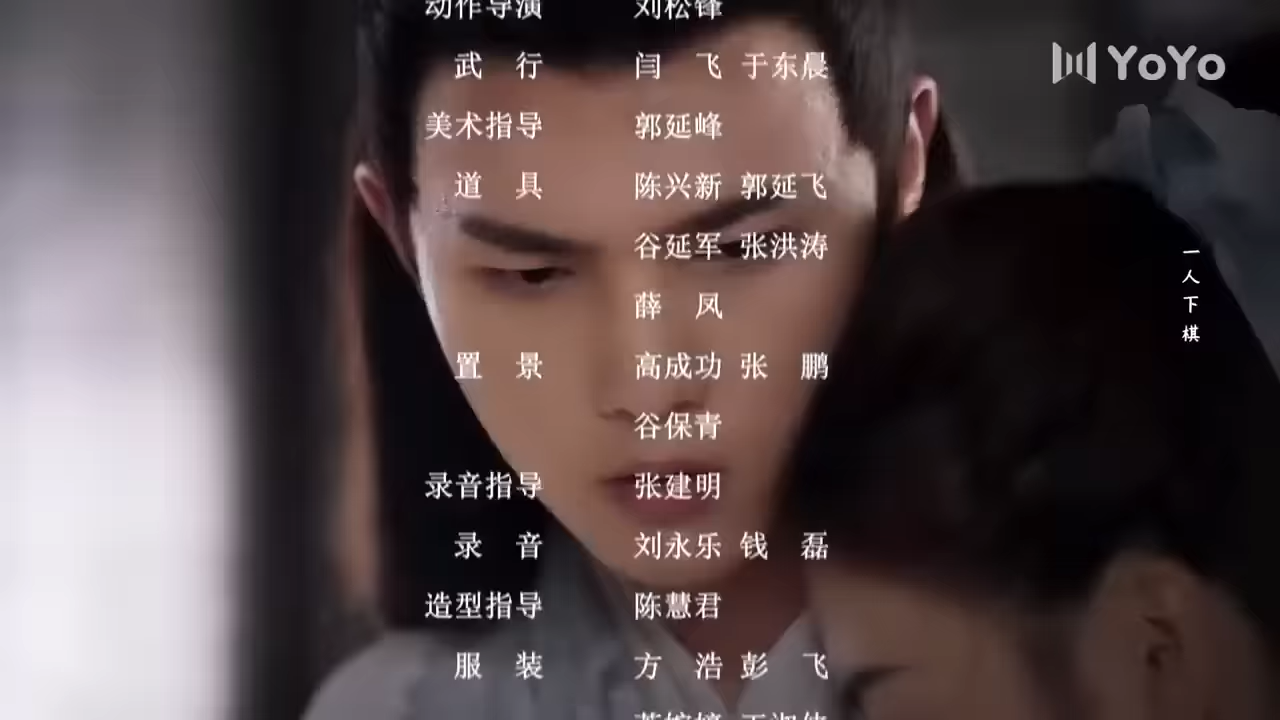 动作导演 刘松锋
武行 闫飞 于东晨
美术指导 郭延峰
道具 陈兴新 郭延飞
谷延军 张洪涛
薛凤
置景 高成功 张鹏
谷保青
录音指导 张建明
录音 刘永乐 钱磊
造型指导 陈慧君
服装 方浩 彭飞
YoYo
一人下棋